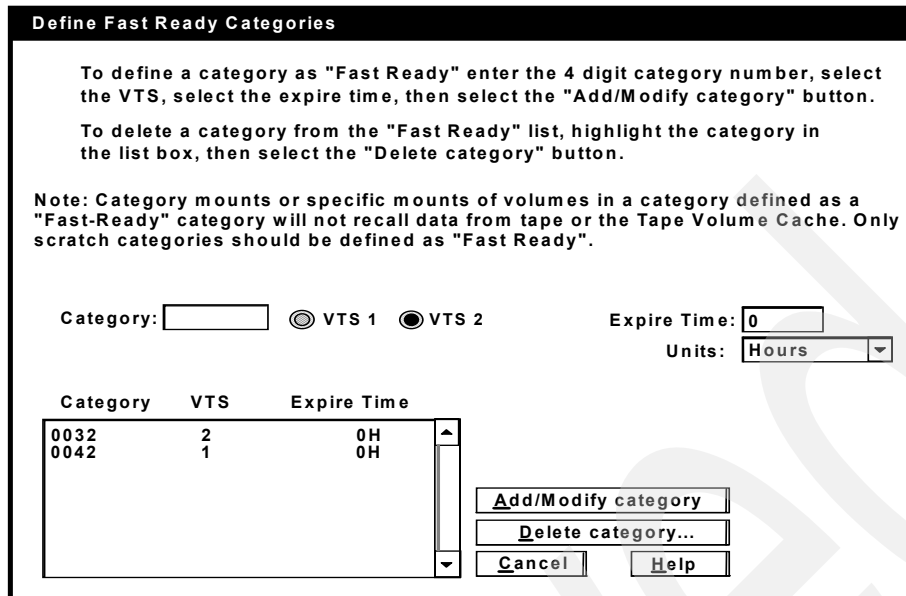 Define Fast Ready Categories
To define a category as "Fast Ready" enter the 4 digit category number, select
the VTS, select the expire time, then select the "Add/Modify category" button.
To delete a category from the "Fast Ready" list, highlight the category in
the list box, then select the "Delete category" button.
Note: Category mounts or specific mounts of volumes in a category defined as a
"Fast-Ready" category will not recall data from tape or the Tape Volume Cache. Only
scratch categories should be defined as "Fast Ready".
Category: VTS 1 VTS 2 Expire Time: 0
Units: Hours
Category VTS Expire Time
0032 2 0H
0042 1 0H
Add/Modify category
Delete category...
Cancel Help